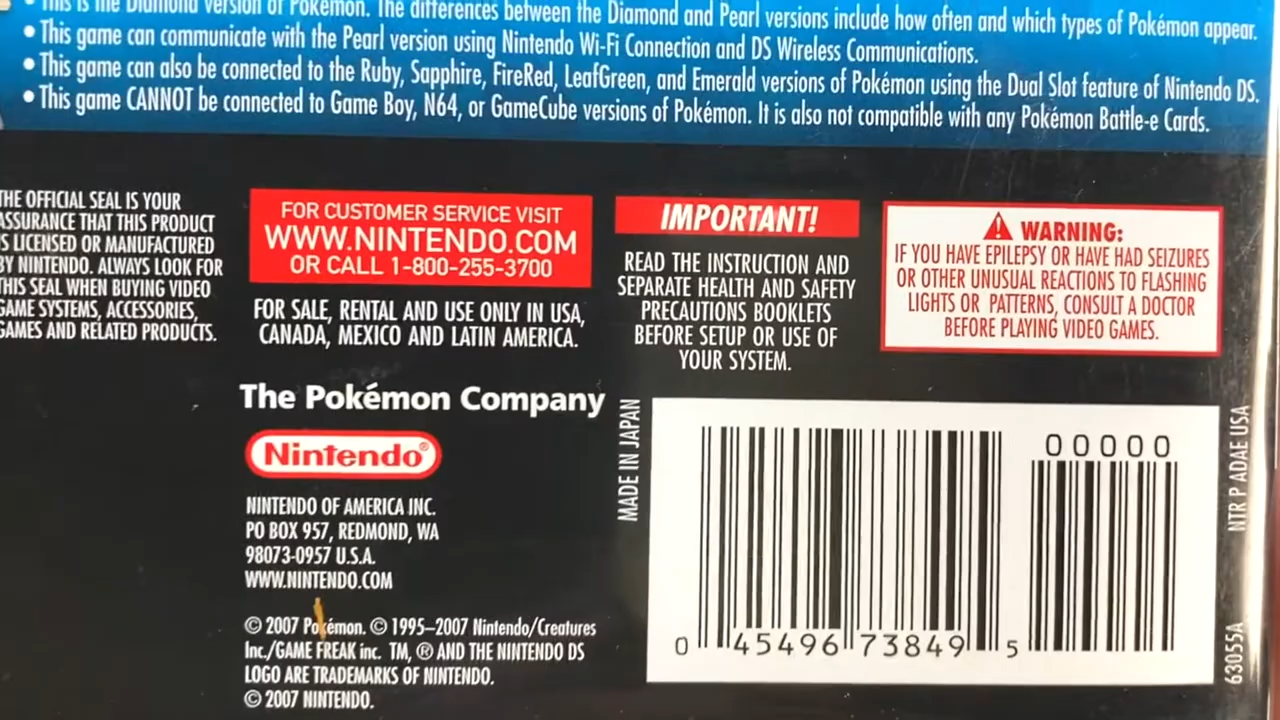 • This is the Diamond version of Pokémon. The differences between the Diamond and Pearl versions include how often and which types of Pokémon appear.
• This game can communicate with the Pearl version using Nintendo Wi-Fi Connection and DS Wireless Communications.
• This game can also be connected to the Ruby, Sapphire, FireRed, LeafGreen, and Emerald versions of Pokémon using the Dual Slot feature of Nintendo DS.
• This game CANNOT be connected to Game Boy, N64, or GameCube versions of Pokémon. It is also not compatible with any Pokémon Battle-e Cards.
THE OFFICIAL SEAL IS YOUR
ASSURANCE THAT THIS PRODUCT
IS LICENSED OR MANUFACTURED
BY NINTENDO. ALWAYS LOOK FOR
THIS SEAL WHEN BUYING VIDEO
GAME SYSTEMS, ACCESSORIES,
GAMES AND RELATED PRODUCTS.
FOR CUSTOMER SERVICE VISIT
WWW.NINTENDO.COM
OR CALL 1-800-255-3700
FOR SALE, RENTAL AND USE ONLY IN USA,
CANADA, MEXICO AND LATIN AMERICA.
IMPORTANT!
READ THE INSTRUCTION AND
SEPARATE HEALTH AND SAFETY
PRECAUTIONS BOOKLETS
BEFORE SETUP OR USE OF
YOUR SYSTEM.
WARNING:
IF YOU HAVE EPILEPSY OR HAVE HAD SEIZURES
OR OTHER UNUSUAL REACTIONS TO FLASHING
LIGHTS OR PATTERNS, CONSULT A DOCTOR
BEFORE PLAYING VIDEO GAMES.
The Pokémon Company
Nintendo®
NINTENDO OF AMERICA INC.
PO BOX 957, REDMOND, WA
98073-0957 U.S.A.
WWW.NINTENDO.COM
© 2007 Pokémon. © 1995–2007 Nintendo/Creatures
Inc./GAME FREAK inc. TM, ® AND THE NINTENDO DS
LOGO ARE TRADEMARKS OF NINTENDO.
© 2007 NINTENDO.
MADE IN JAPAN
00000
0 45496 73849 5
NTR P ADAE USA
63055A